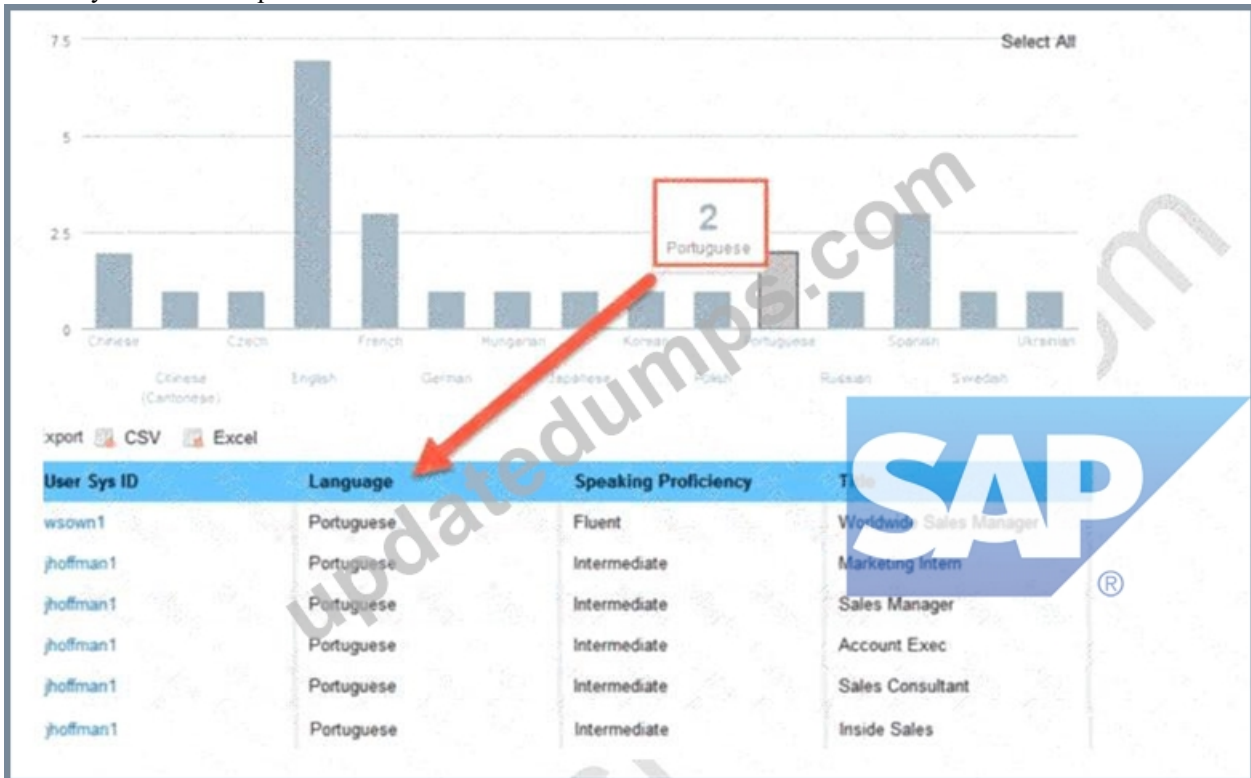 7.5
Select All
5
2
Portuguese
2.5
0
Chinese Czech French Hungarian Korean Portuguese Spanish Ukrainian
Chinese English German Japanese Polish Russian Swedish
(Cantonese)
xport CSV Excel
User Sys ID Language Speaking Proficiency T le
wsown1 Portuguese Fluent Worldwide Sales Manager
jhoffman1 Portuguese Intermediate Marketing Intern
jhoffman1 Portuguese Intermediate Sales Manager
jhoffman1 Portuguese Intermediate Account Exec
jhoffman1 Portuguese Intermediate Sales Consultant
jhoffman1 Portuguese Intermediate Inside Sales
SAP
®
updatedumps.com